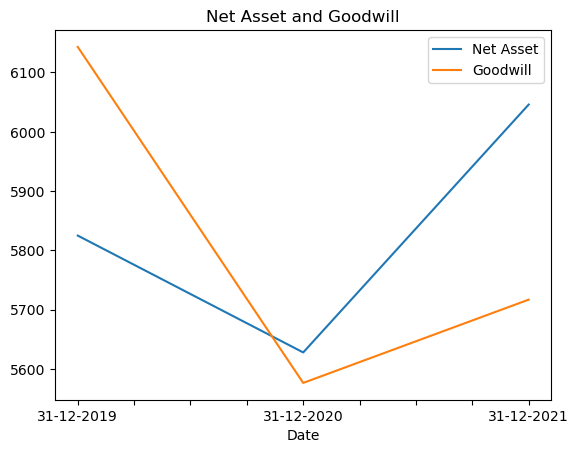 Net Asset and Goodwill
Net Asset
Goodwill
6100
6000
5900
5800
5700
5600
31-12-2019 31-12-2020 31-12-2021
Date